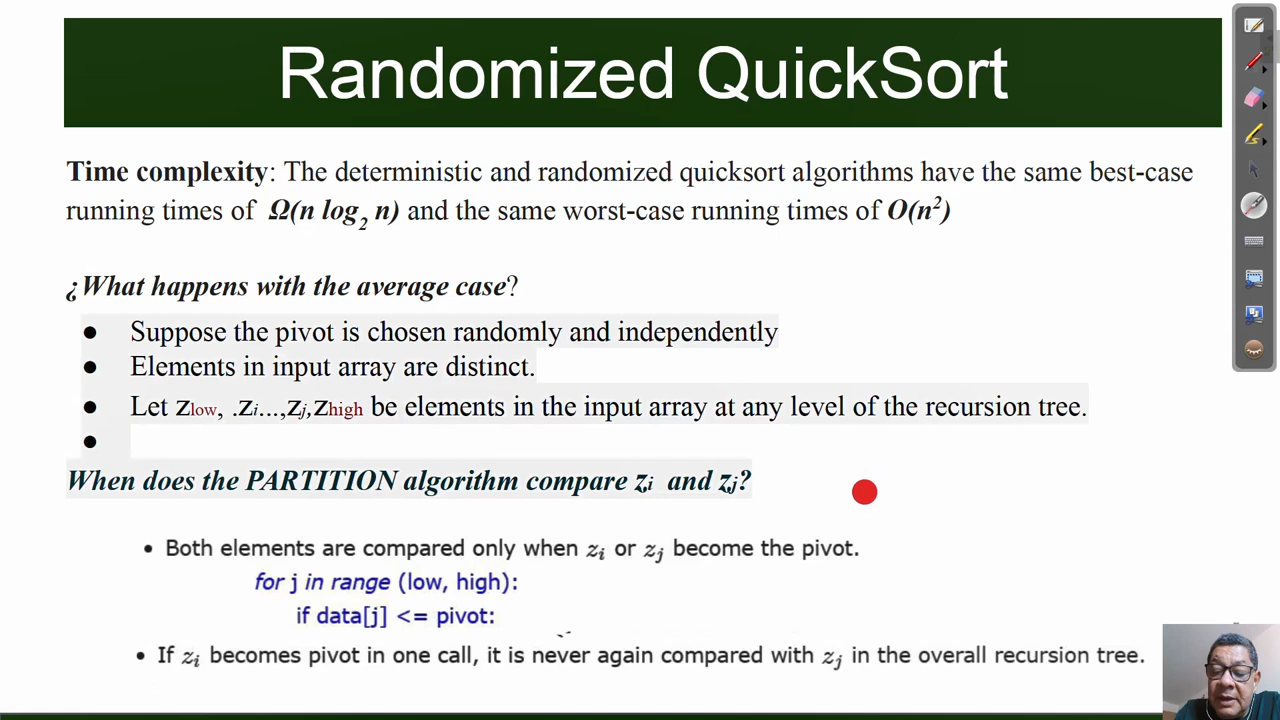 Randomized QuickSort
Time complexity: The deterministic and randomized quicksort algorithms have the same best-case
running times of Ω(n log₂ n) and the same worst-case running times of O(n²)
¿What happens with the average case?
● Suppose the pivot is chosen randomly and independently
● Elements in input array are distinct.
● Let zlow, .zi...,zj,zhigh be elements in the input array at any level of the recursion tree.
●
When does the PARTITION algorithm compare zi and zj?
• Both elements are compared only when zi or zj become the pivot.
for j in range (low, high):
if data[j] <= pivot:
• If zi becomes pivot in one call, it is never again compared with zj in the overall recursion tree.